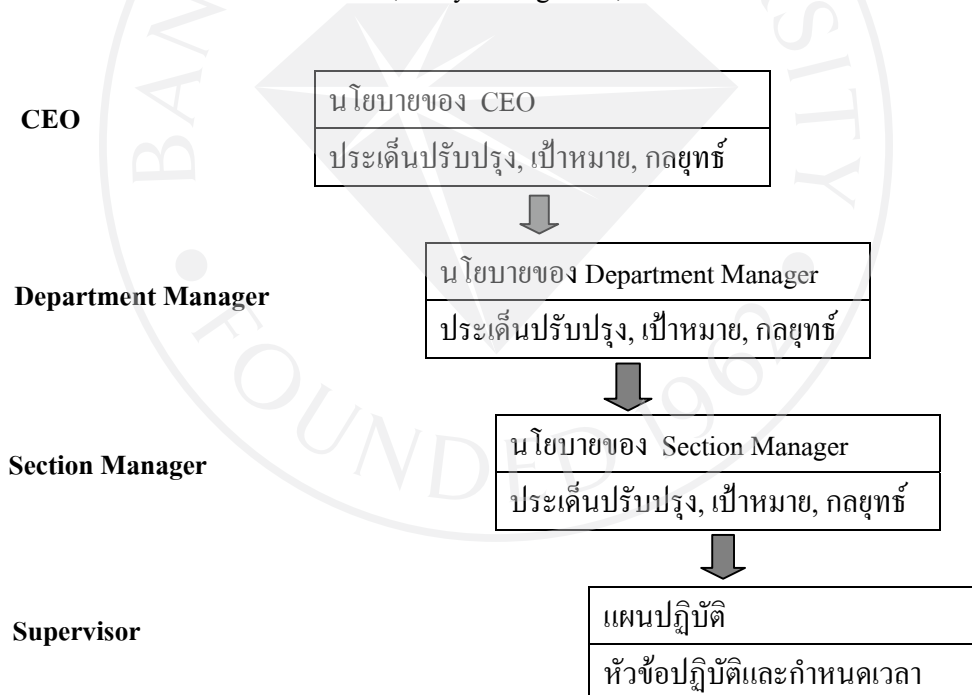 CEO
นโยบายของ CEO
ประเด็นปรับปรุง, เป้าหมาย, กลยุทธ์
Department Manager
นโยบายของ Department Manager
ประเด็นปรับปรุง, เป้าหมาย, กลยุทธ์
Section Manager
นโยบายของ Section Manager
ประเด็นปรับปรุง, เป้าหมาย, กลยุทธ์
Supervisor
แผนปฏิบัติ
หัวข้อปฏิบัติและกำหนดเวลา
FOUNDED 1962